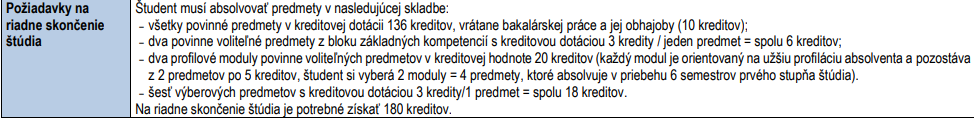 Požiadavky na
riadne skončenie
štúdia
Študent musí absolvovať predmety v nasledujúcej skladbe:
- všetky povinné predmety v kreditovej dotácii 136 kreditov, vrátane bakalárskej práce a jej obhajoby (10 kreditov);
- dva povinne voliteľné predmety z bloku základných kompetencií s kreditovou dotáciou 3 kredity / jeden predmet = spolu 6 kreditov;
- dva profilové moduly povinne voliteľných predmetov v kreditovej hodnote 20 kreditov (každý modul je orientovaný na užšiu profiláciu absolventa a pozostáva
z 2 predmetov po 5 kreditov, študent si vyberá 2 moduly = 4 predmety, ktoré absolvuje v priebehu 6 semestrov prvého stupňa štúdia).
- šesť výberových predmetov s kreditovou dotáciou 3 kredity/1 predmet = spolu 18 kreditov.
Na riadne skončenie štúdia je potrebné získať 180 kreditov.